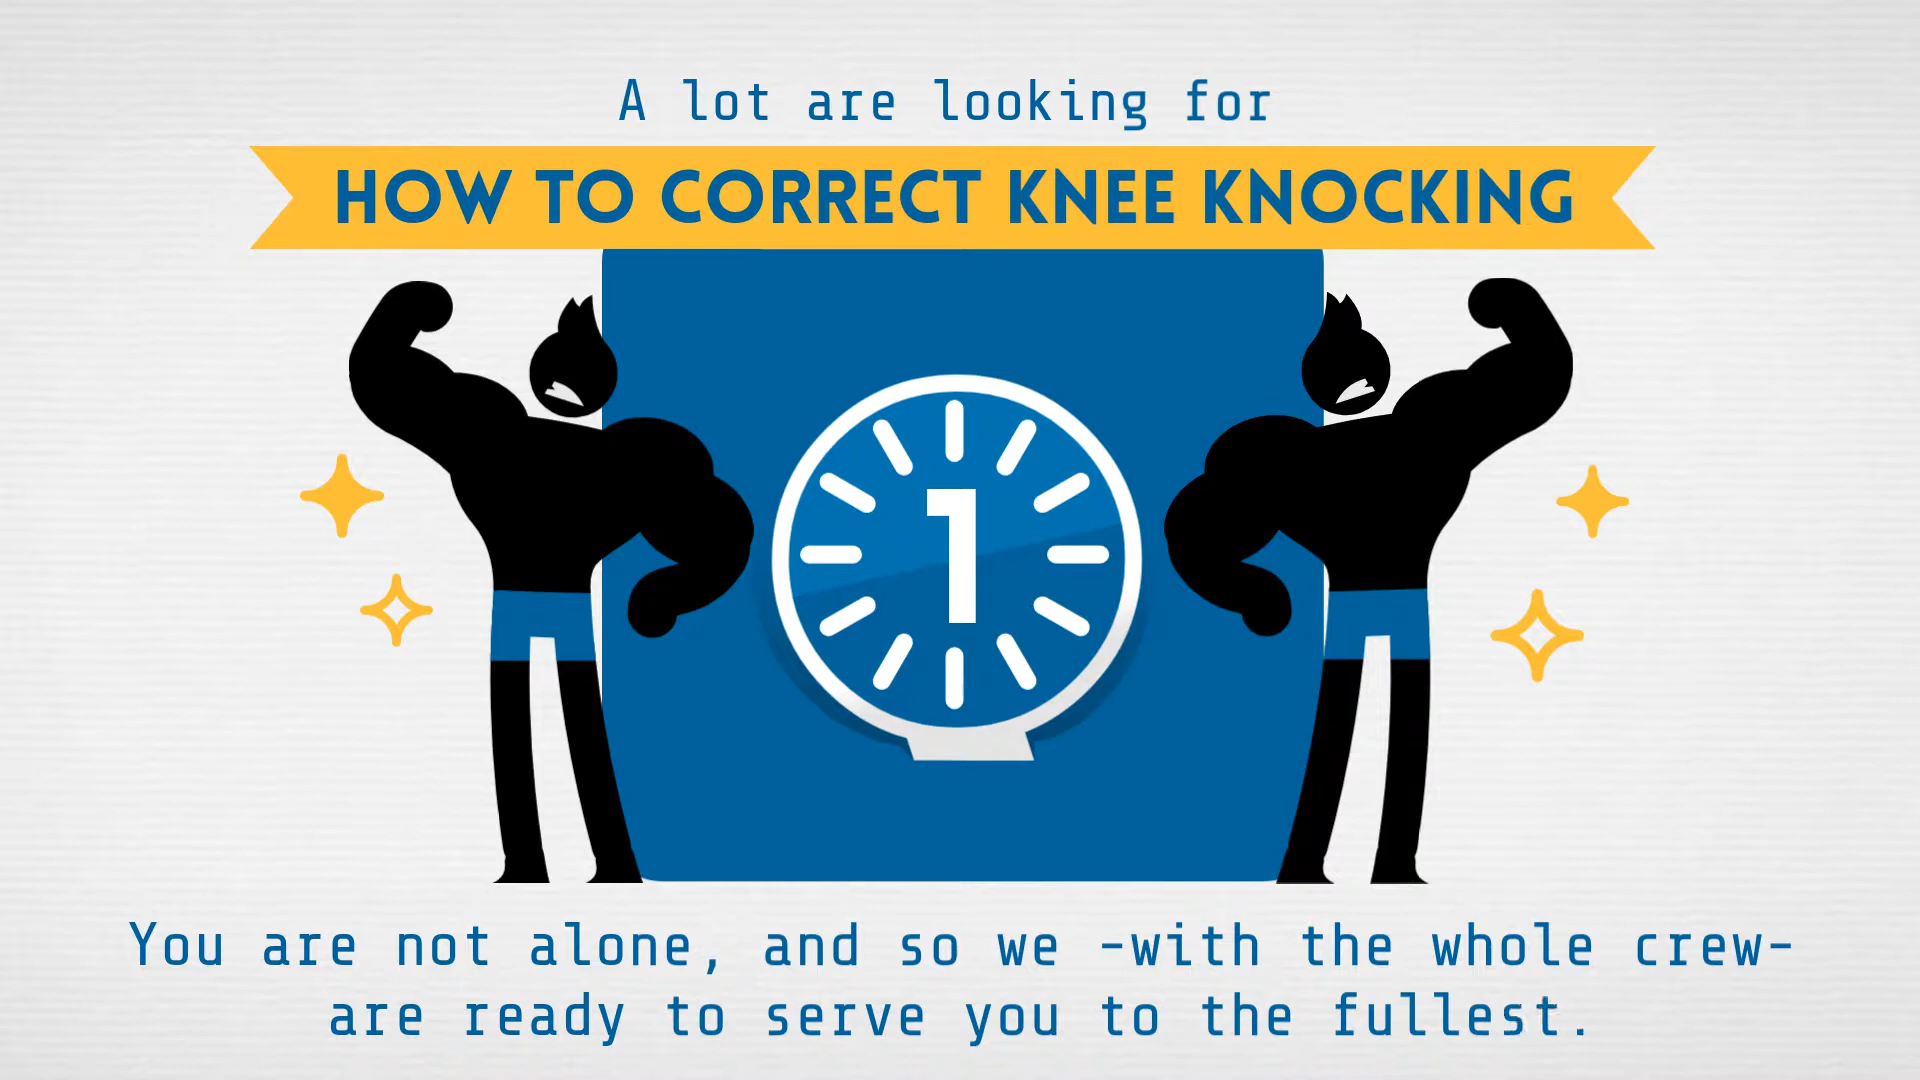 A lot are looking for
HOW TO CORRECT KNEE KNOCKING
1
You are not alone, and so we -with the whole crew-
are ready to serve you to the fullest.